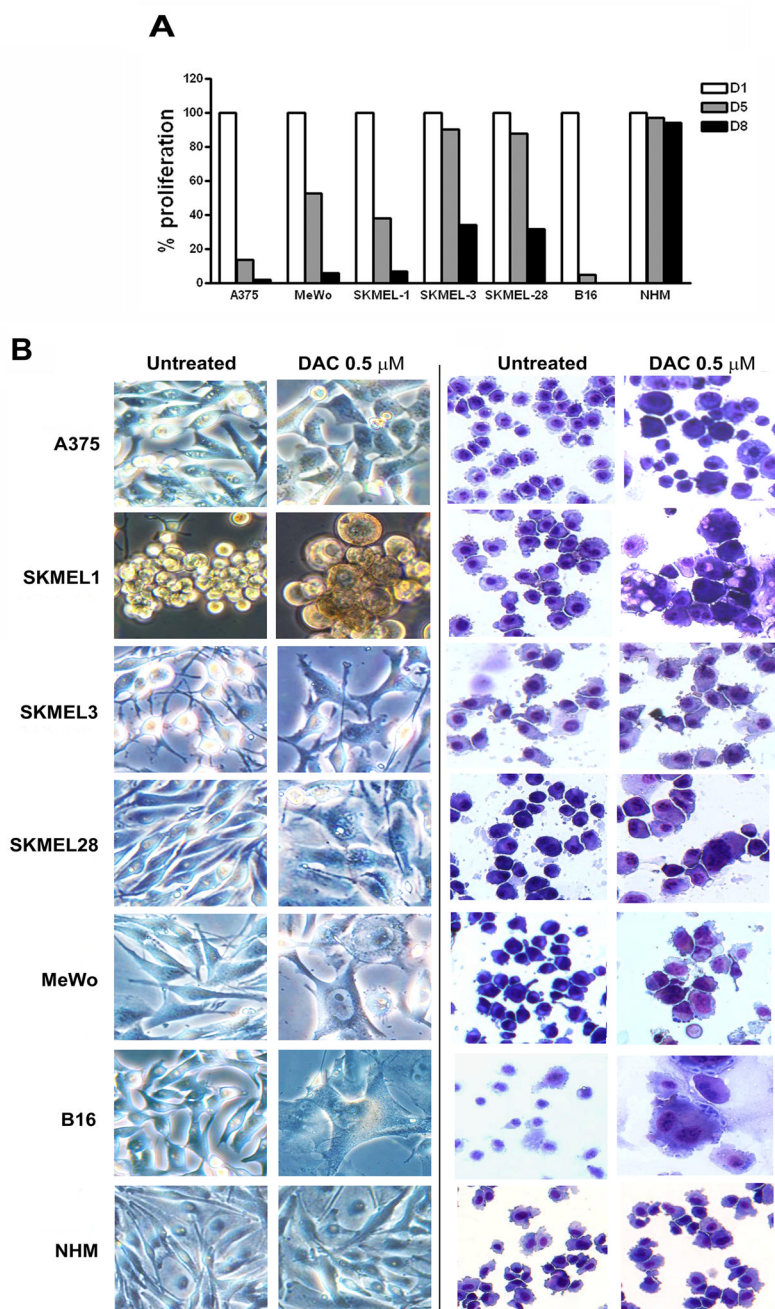 A
% proliferation
120
100
80
60
40
20
0
D1
D5
D8
A375 MeWo SKMEL-1 SKMEL-3 SKMEL-28 B16 NHM
B
Untreated DAC 0.5 μM Untreated DAC 0.5 μM
A375
SKMEL1
SKMEL3
SKMEL28
MeWo
B16
NHM